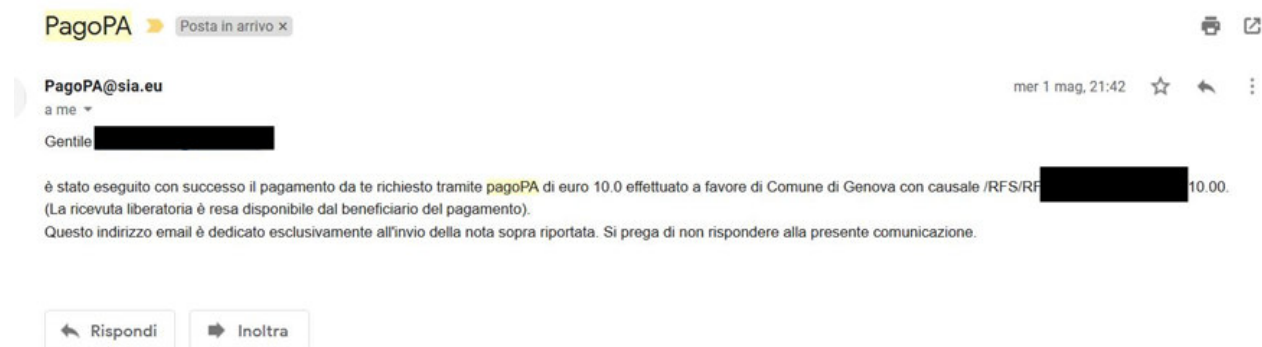 PagoPA Posta in arrivo ×
PagoPA@sia.eu mer 1 mag, 21:42
a me
Gentile
è stato eseguito con successo il pagamento da te richiesto tramite pagoPA di euro 10.0 effettuato a favore di Comune di Genova con causale /RFS/RF 10.00.
(La ricevuta liberatoria è resa disponibile dal beneficiario del pagamento).
Questo indirizzo email è dedicato esclusivamente all'invio della nota sopra riportata. Si prega di non rispondere alla presente comunicazione.
Rispondi Inoltra